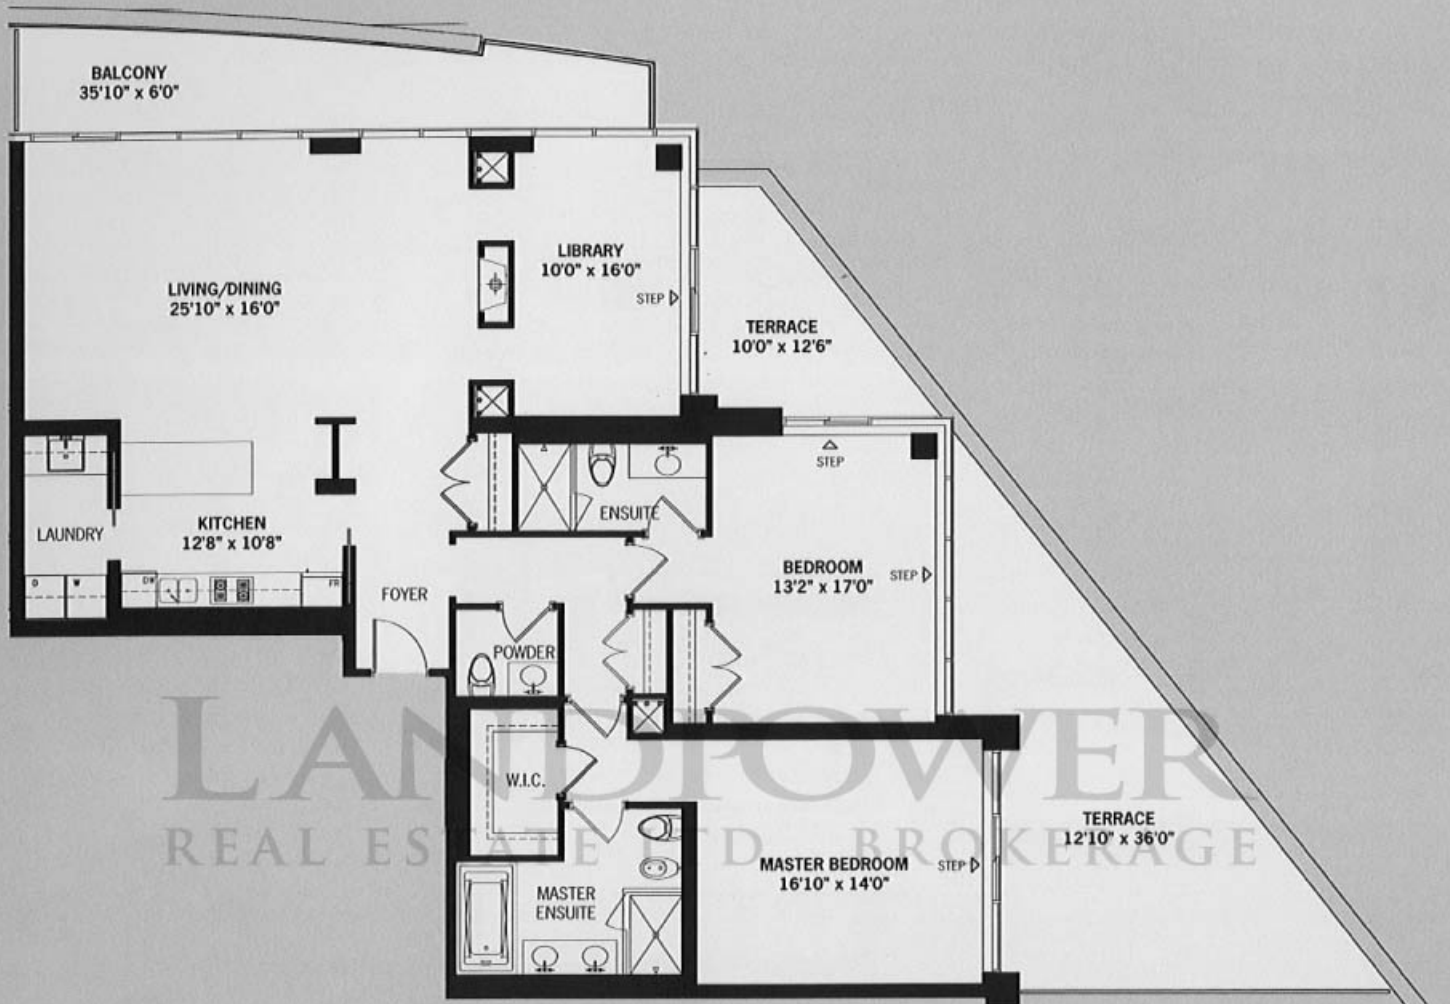 BALCONY
35'10" x 6'0"
LIBRARY
10'0" x 16'0"
STEP
LIVING/DINING
25'10" x 16'0"
TERRACE
10'0" x 12'6"
STEP
LAUNDRY
KITCHEN
12'8" x 10'8"
ENSUITE
BEDROOM
13'2" x 17'0"
STEP
D
W
DW
FR
FOYER
POWDER
LANDPOWER
REAL ESTATE LTD BROKERAGE
W.I.C.
TERRACE
12'10" x 36'0"
MASTER BEDROOM
16'10" x 14'0"
STEP
MASTER
ENSUITE